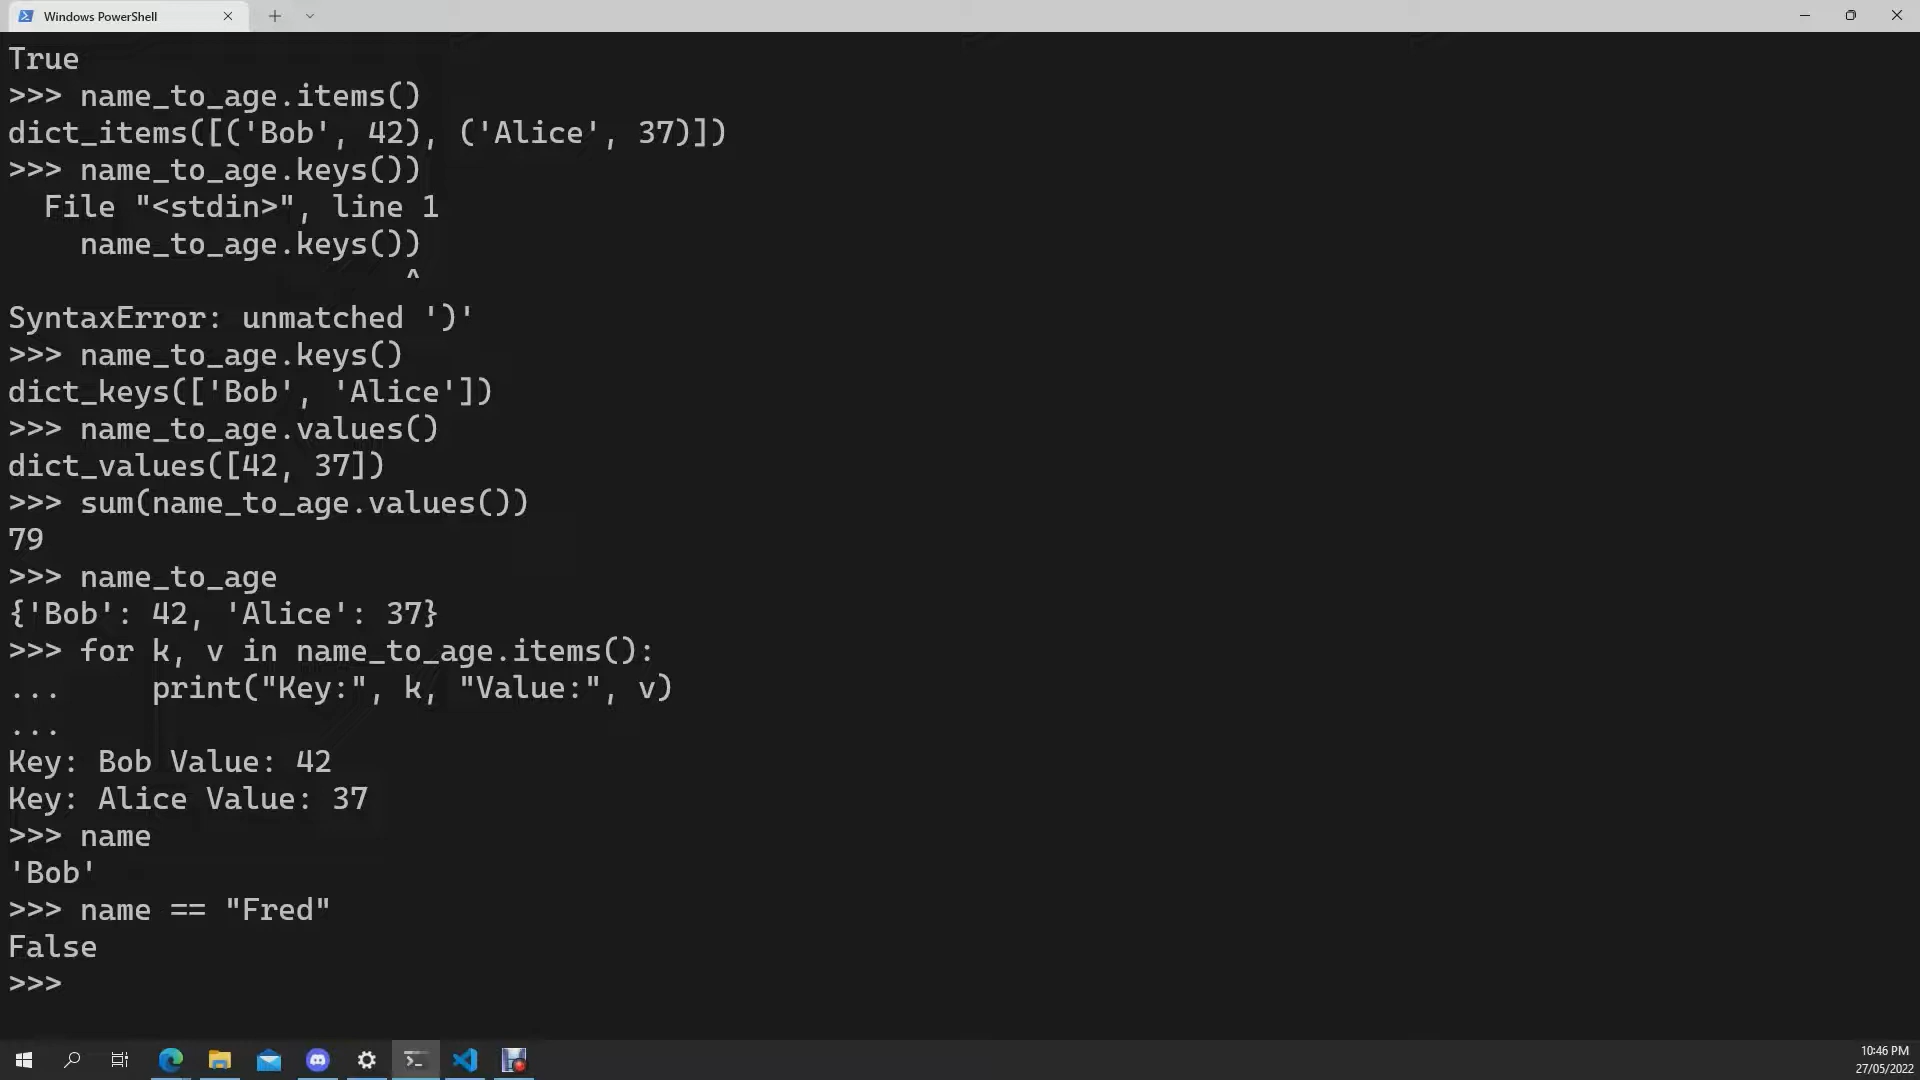 Windows PowerShell
True
>>> name_to_age.items()
dict_items([('Bob', 42), ('Alice', 37)])
>>> name_to_age.keys())
  File "<stdin>", line 1
    name_to_age.keys())
                      ^
SyntaxError: unmatched ')'
>>> name_to_age.keys()
dict_keys(['Bob', 'Alice'])
>>> name_to_age.values()
dict_values([42, 37])
>>> sum(name_to_age.values())
79
>>> name_to_age
{'Bob': 42, 'Alice': 37}
>>> for k, v in name_to_age.items():
...     print("Key:", k, "Value:", v)
...
Key: Bob Value: 42
Key: Alice Value: 37
>>> name
'Bob'
>>> name == "Fred"
False
>>>
10:46 PM
27/05/2022